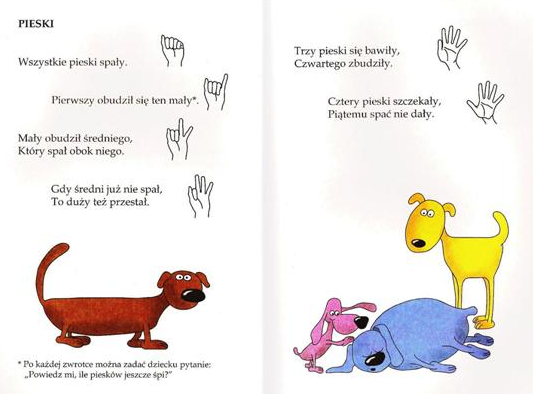 PIESKI
Wszystkie pieski spały.
Pierwszy obudził się ten mały*.
Mały obudził średniego,
Który spał obok niego.
Gdy średni już nie spał,
To duży też przestał.
* Po każdej zwrotce można zadać dziecku pytanie:
„Powiedz mi, ile piesków jeszcze śpi?”
Trzy pieski się bawiły,
Czwartego zbudziły.
Cztery pieski szczekały,
Piątemu spać nie dały.